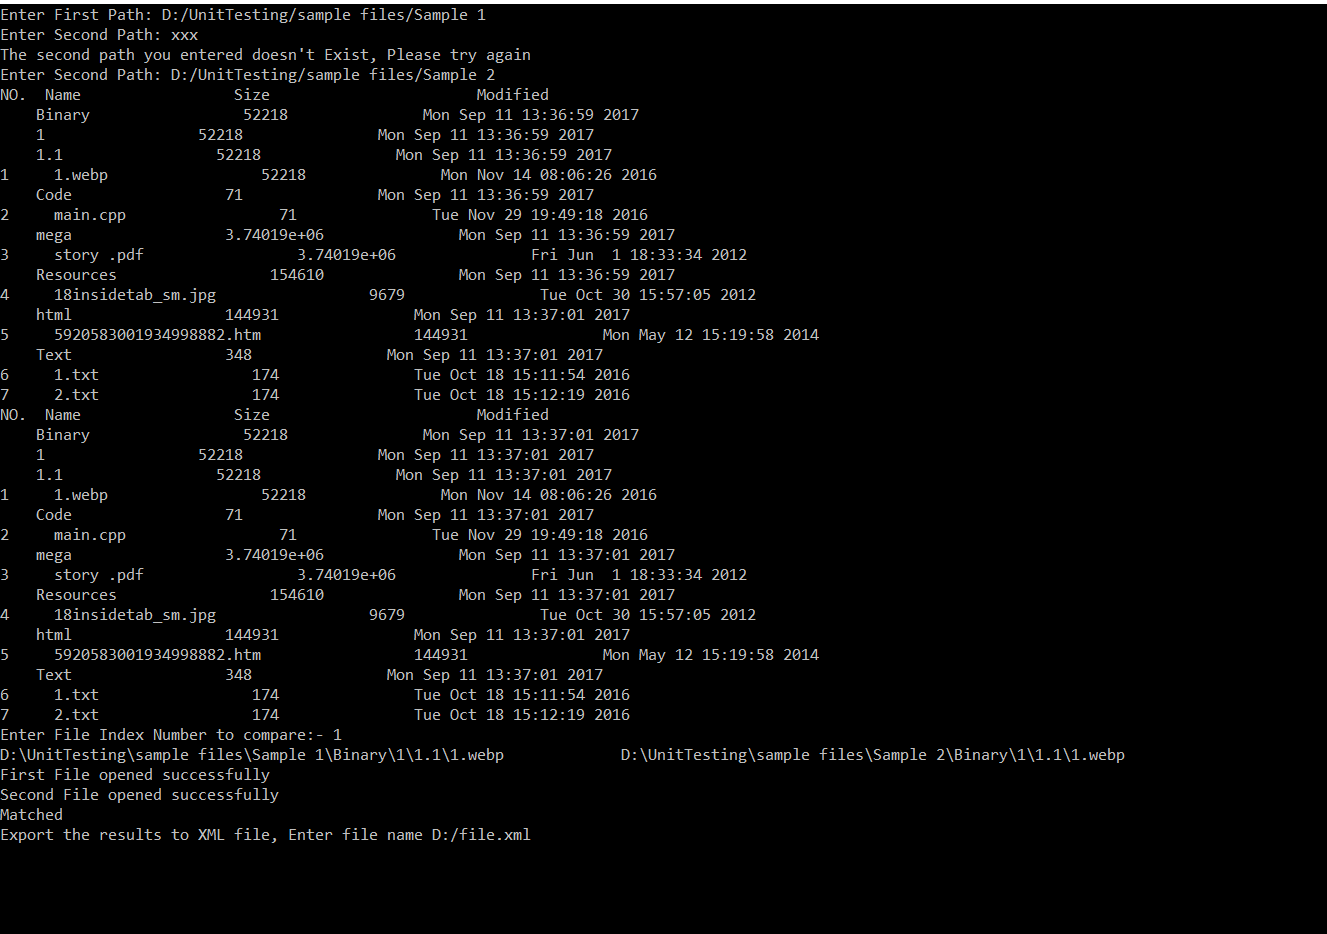 Enter First Path: D:/UnitTesting/sample files/Sample 1
Enter Second Path: xxx
The second path you entered doesn't Exist, Please try again
Enter Second Path: D:/UnitTesting/sample files/Sample 2
NO.  Name                 Size                       Modified
    Binary                 52218               Mon Sep 11 13:36:59 2017
    1                 52218               Mon Sep 11 13:36:59 2017
    1.1                 52218               Mon Sep 11 13:36:59 2017
1     1.webp                 52218               Mon Nov 14 08:06:26 2016
    Code                 71               Mon Sep 11 13:36:59 2017
2     main.cpp                 71               Tue Nov 29 19:49:18 2016
    mega                 3.74019e+06               Mon Sep 11 13:36:59 2017
3     story .pdf                 3.74019e+06               Fri Jun  1 18:33:34 2012
    Resources                 154610               Mon Sep 11 13:36:59 2017
4     18insidetab_sm.jpg                 9679               Tue Oct 30 15:57:05 2012
    html                 144931               Mon Sep 11 13:37:01 2017
5     5920583001934998882.htm                 144931               Mon May 12 15:19:58 2014
    Text                 348               Mon Sep 11 13:37:01 2017
6     1.txt                 174               Tue Oct 18 15:11:54 2016
7     2.txt                 174               Tue Oct 18 15:12:19 2016
NO.  Name                 Size                       Modified
    Binary                 52218               Mon Sep 11 13:37:01 2017
    1                 52218               Mon Sep 11 13:37:01 2017
    1.1                 52218               Mon Sep 11 13:37:01 2017
1     1.webp                 52218               Mon Nov 14 08:06:26 2016
    Code                 71               Mon Sep 11 13:37:01 2017
2     main.cpp                 71               Tue Nov 29 19:49:18 2016
    mega                 3.74019e+06               Mon Sep 11 13:37:01 2017
3     story .pdf                 3.74019e+06               Fri Jun  1 18:33:34 2012
    Resources                 154610               Mon Sep 11 13:37:01 2017
4     18insidetab_sm.jpg                 9679               Tue Oct 30 15:57:05 2012
    html                 144931               Mon Sep 11 13:37:01 2017
5     5920583001934998882.htm                 144931               Mon May 12 15:19:58 2014
    Text                 348               Mon Sep 11 13:37:01 2017
6     1.txt                 174               Tue Oct 18 15:11:54 2016
7     2.txt                 174               Tue Oct 18 15:12:19 2016
Enter File Index Number to compare:- 1
D:\UnitTesting\sample files\Sample 1\Binary\1\1.1\1.webp             D:\UnitTesting\sample files\Sample 2\Binary\1\1.1\1.webp
First File opened successfully
Second File opened successfully
Matched
Export the results to XML file, Enter file name D:/file.xml